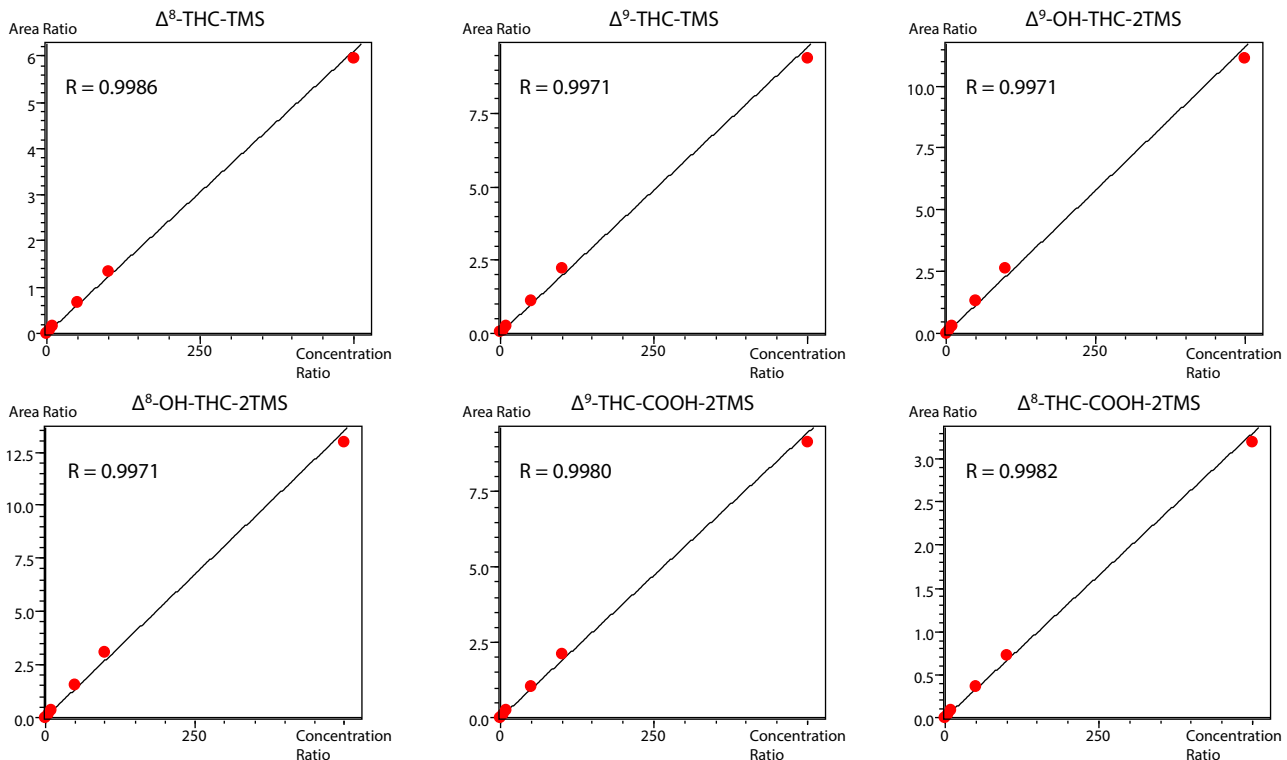 Δ⁸-THC-TMS
Area Ratio
R = 0.9986
6
5
4
3
2
1
0
0
250
Concentration
Ratio
Δ⁹-THC-TMS
Area Ratio
R = 0.9971
7.5
5.0
2.5
0.0
0
250
Concentration
Ratio
Δ⁹-OH-THC-2TMS
Area Ratio
R = 0.9971
10.0
7.5
5.0
2.5
0.0
0
250
Concentration
Ratio
Δ⁸-OH-THC-2TMS
Area Ratio
R = 0.9971
12.5
10.0
7.5
5.0
2.5
0.0
0
250
Concentration
Ratio
Δ⁹-THC-COOH-2TMS
Area Ratio
R = 0.9980
7.5
5.0
2.5
0.0
0
250
Concentration
Ratio
Δ⁸-THC-COOH-2TMS
Area Ratio
R = 0.9982
3.0
2.5
2.0
1.5
1.0
0.5
0.0
0
250
Concentration
Ratio